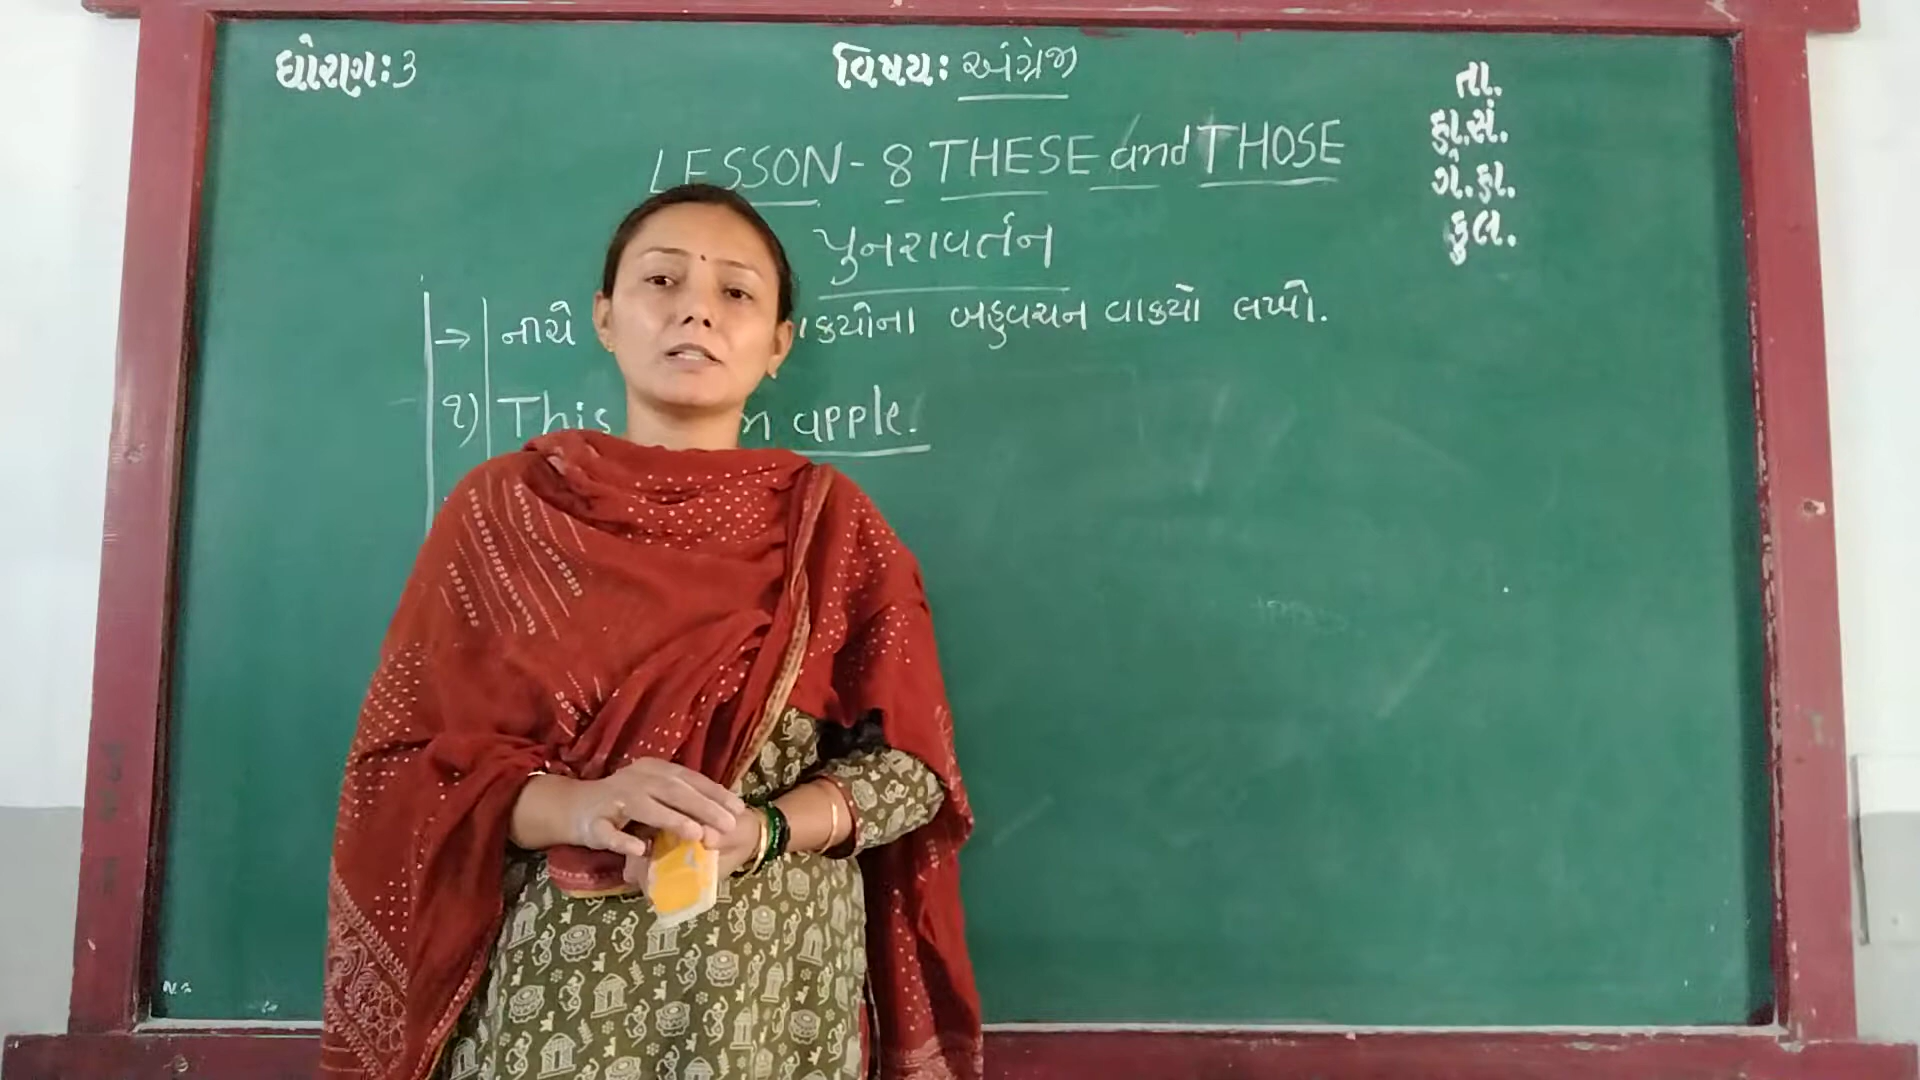 ધોરણ: 3
વિષય: અંગ્રેજી
તા.
હા.સં.
ગે.હા.
કુલ.
LESSON - 8 THESE and THOSE
પુનરાવર્તન
→ નીચે બહુવચન વાક્યો લખો.
૧) This apple.